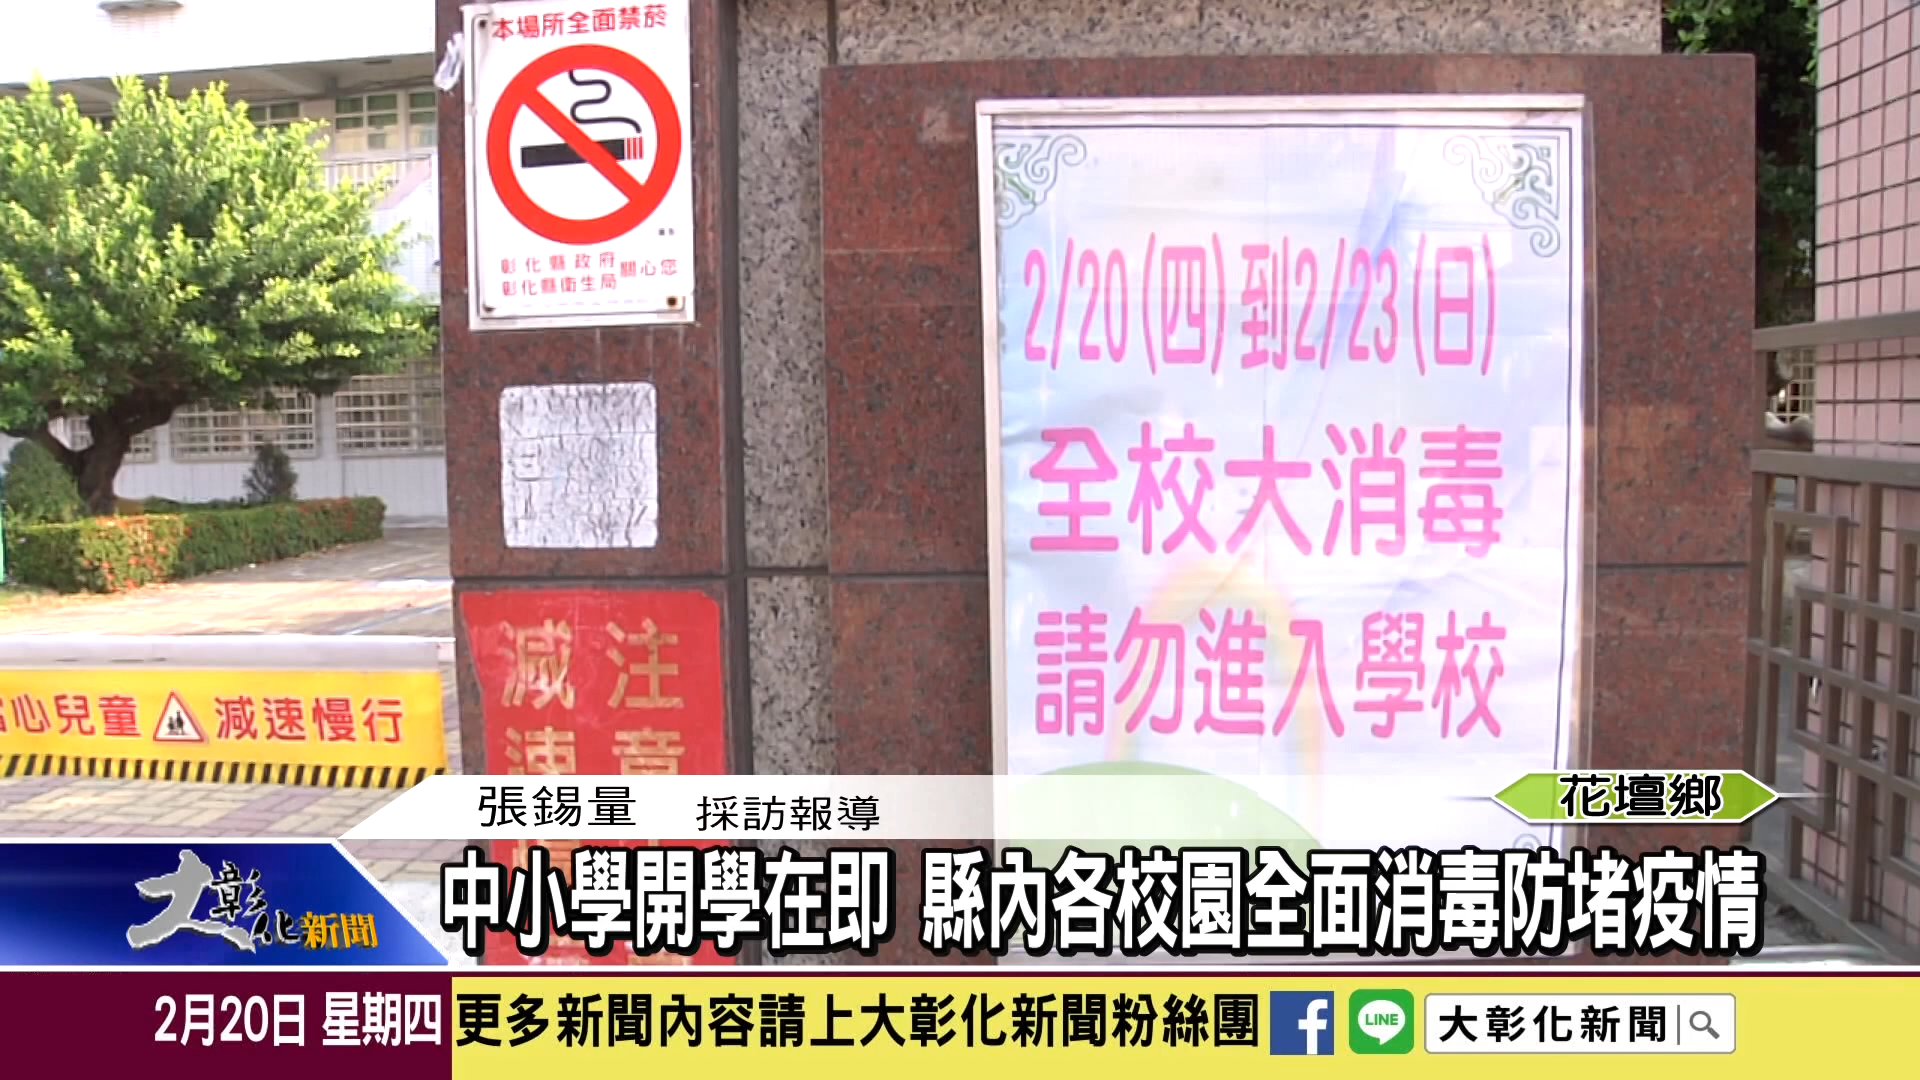 本場所全面禁菸
彰化縣政府
彰化縣衛生局
關心您
2/20(四)到2/23(日)
全校大消毒
請勿進入學校
注意
減速
心兒童 減速慢行
張錫量 採訪報導
花壇鄉
大彰化新聞
中小學開學在即 縣內各校園全面消毒防堵疫情
2月20日 星期四
更多新聞內容請上大彰化新聞粉絲團
f
LINE
大彰化新聞